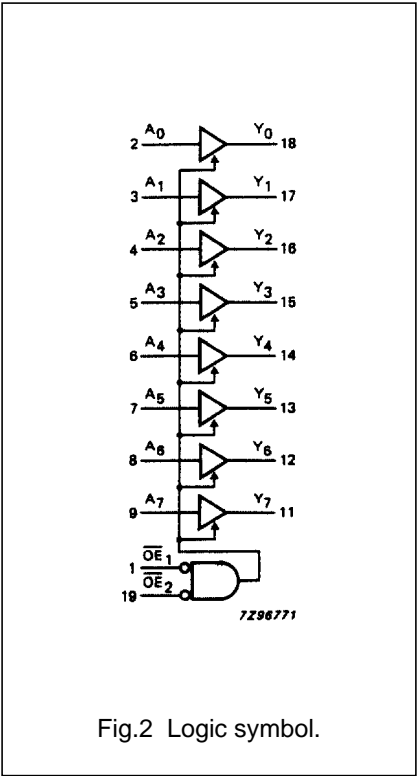 A0 Y0
2 18
A1 Y1
3 17
A2 Y2
4 16
A3 Y3
5 15
A4 Y4
6 14
A5 Y5
7 13
A6 Y6
8 12
A7 Y7
9 11
OE1
1
OE2
19
7Z96771
Fig.2 Logic symbol.